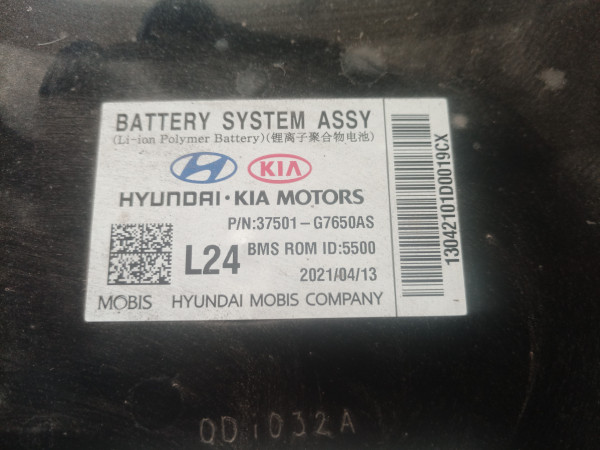 BATTERY SYSTEM ASSY
(Li-ion Polymer Battery)(锂离子聚合物电池)
KIA
HYUNDAI·KIA MOTORS
P/N:37501-G7650AS
L24 BMS ROM ID:5500
2021/04/13
MOBIS HYUNDAI MOBIS COMPANY
13042101D0019CX
0D1032A